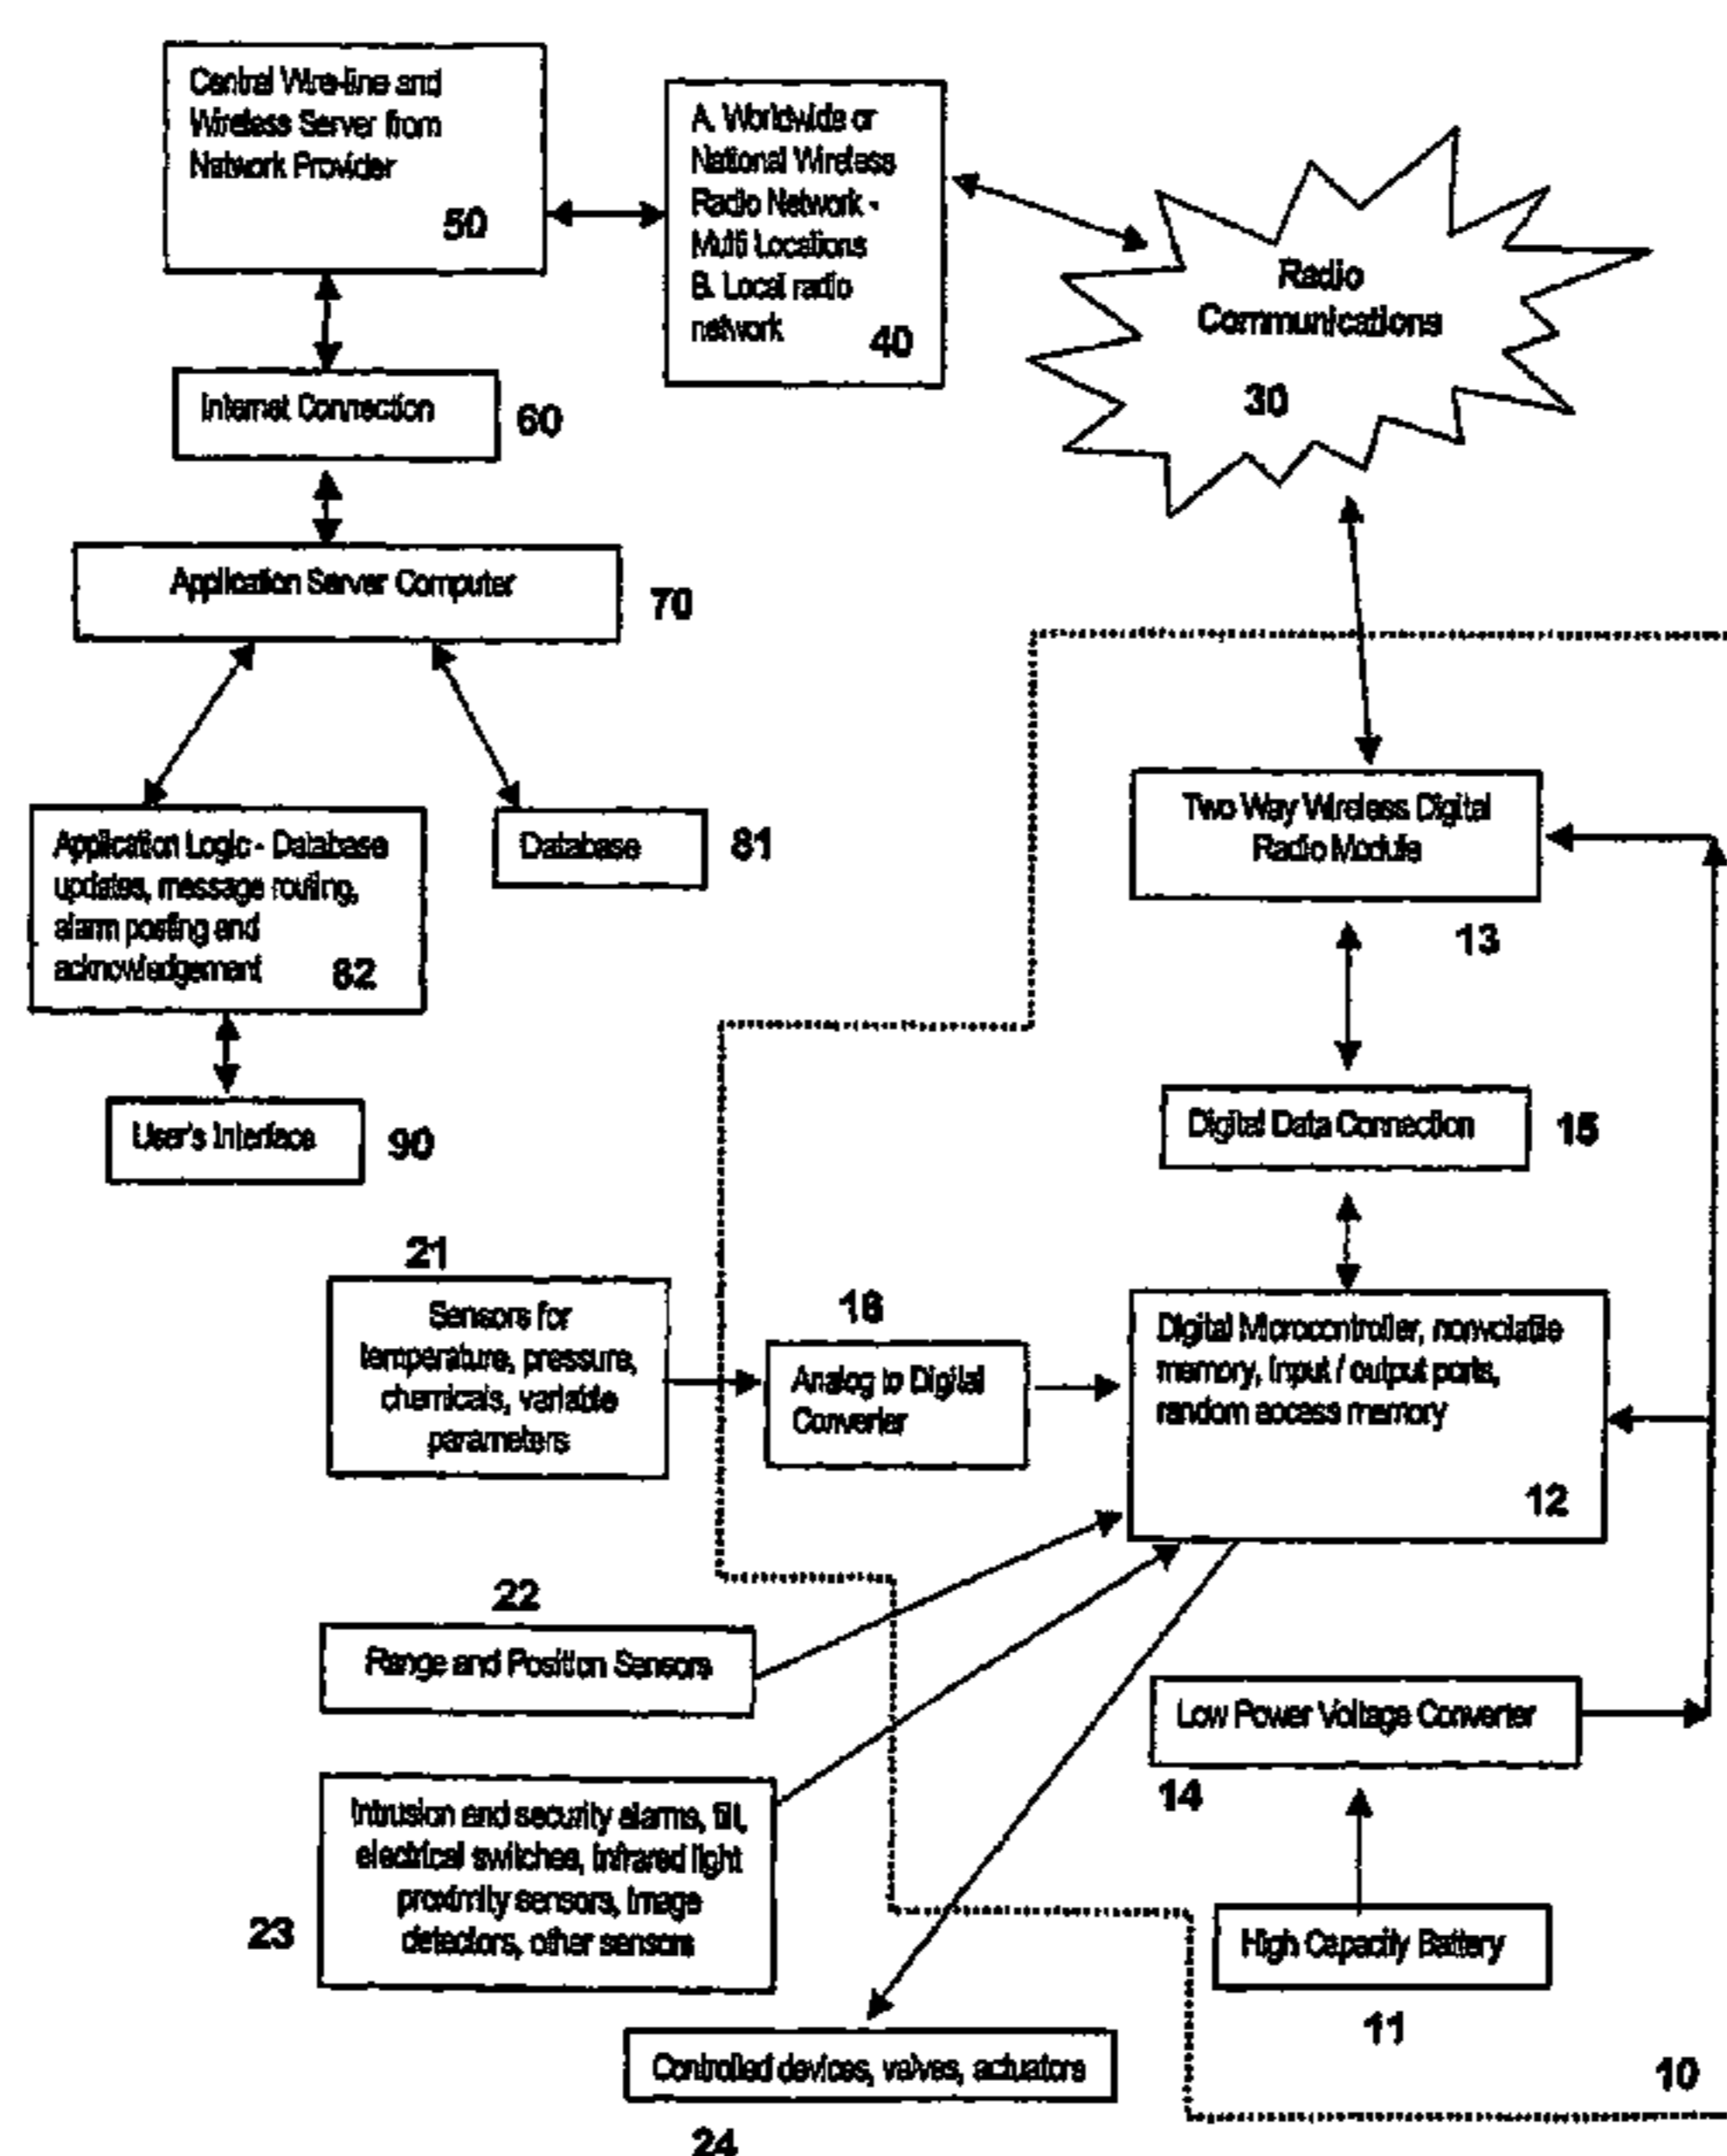 Central Wire-line and
Wireless Server from
Network Provider
50
A. Worldwide or
National Wireless
Radio Network -
Multi Locations
B. Local radio
network
40
Radio
Communications
30
Internet Connection
60
Application Server Computer
70
Application Logic - Database
updates, message routing,
alarm posting and
acknowledgement
82
Database
81
User's Interface
90
Two Way Wireless Digital
Radio Module
13
Digital Data Connection
15
21
Sensors for
temperature, pressure,
chemicals, variable
parameters
16
Analog to Digital
Converter
Digital Microcontroller, nonvolatile
memory, input / output ports,
random access memory
12
22
Range and Position Sensors
Low Power Voltage Converter
14
Intrusion and security alarms, tilt,
electrical switches, infrared light
proximity sensors, image
detectors, other sensors
23
High Capacity Battery
11
Controlled devices, valves, actuators
24
10